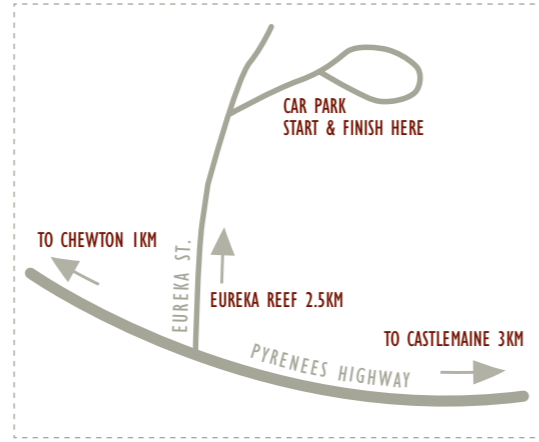 CAR PARK
START & FINISH HERE
TO CHEWTON 1KM
EUREKA ST.
EUREKA REEF 2.5KM
TO CASTLEMAINE 3KM
PYRENEES HIGHWAY